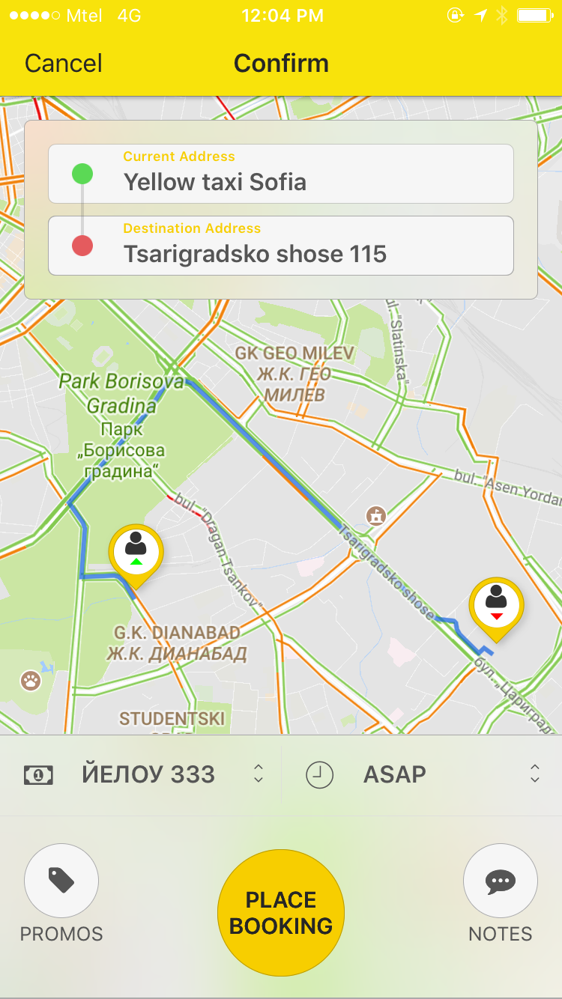 Mtel 4G 12:04 PM
Cancel Confirm
Current Address
Yellow taxi Sofia
Destination Address
Tsarigradsko shose 115
ul. "Slatinska"
GK GEO MILEV
Ж.К. ГЕО
МИЛЕВ
Park Borisova
Gradina
Парк
„Борисова
градина“
bul. "Asen Yordan
bul. "Dragan Tsankov"
Tsarigradsko shose
G.K. DIANABAD
Ж.К. ДИАНАБАД
бул. „Цариград
STUDENTSKI
ЙЕЛОУ 333 ASAP
PLACE
BOOKING
PROMOS NOTES